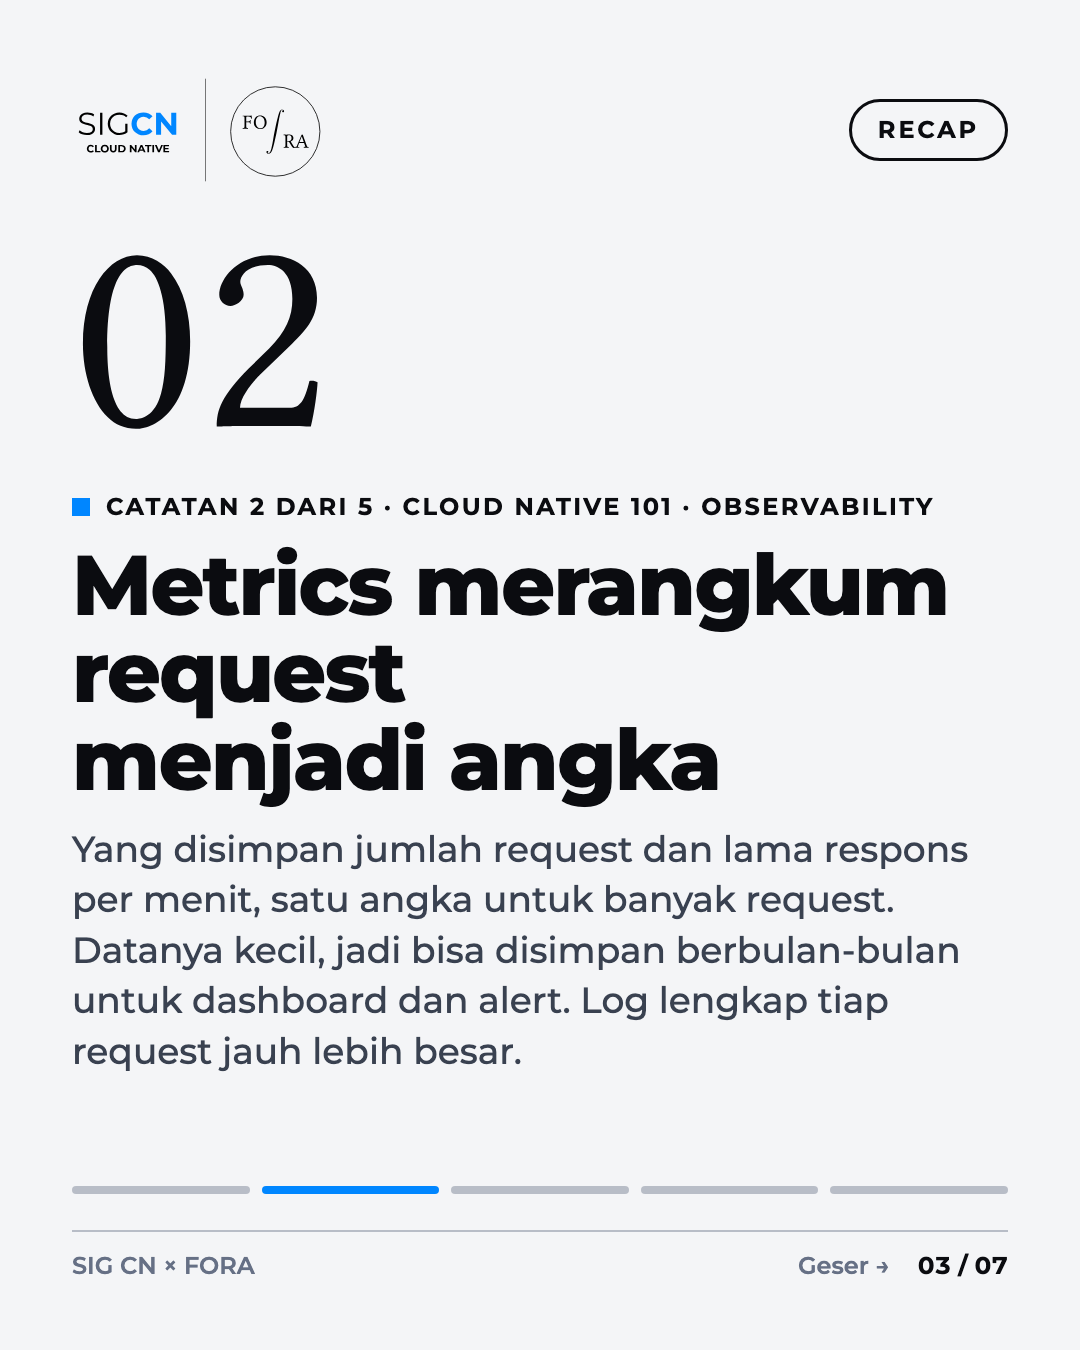 SIGCN
CLOUD NATIVE
FO
RA
RECAP
02
CATATAN 2 DARI 5 · CLOUD NATIVE 101 · OBSERVABILITY
Metrics merangkum
request
menjadi angka
Yang disimpan jumlah request dan lama respons
per menit, satu angka untuk banyak request.
Datanya kecil, jadi bisa disimpan berbulan-bulan
untuk dashboard dan alert. Log lengkap tiap
request jauh lebih besar.
SIG CN × FORA
Geser → 03 / 07